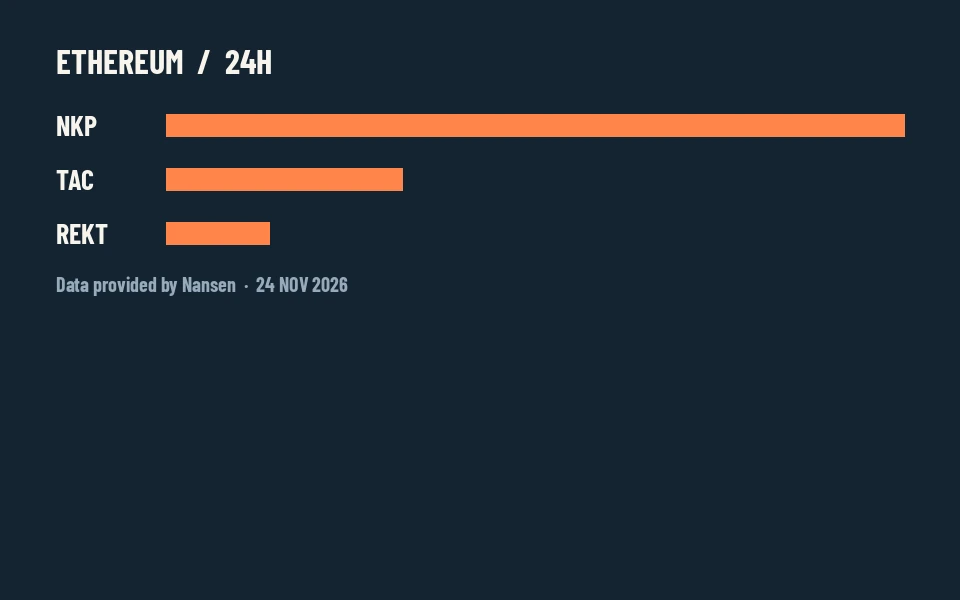 ETHEREUM / 24H
NKP
TAC
REKT
Data provided by Nansen · 24 NOV 2026